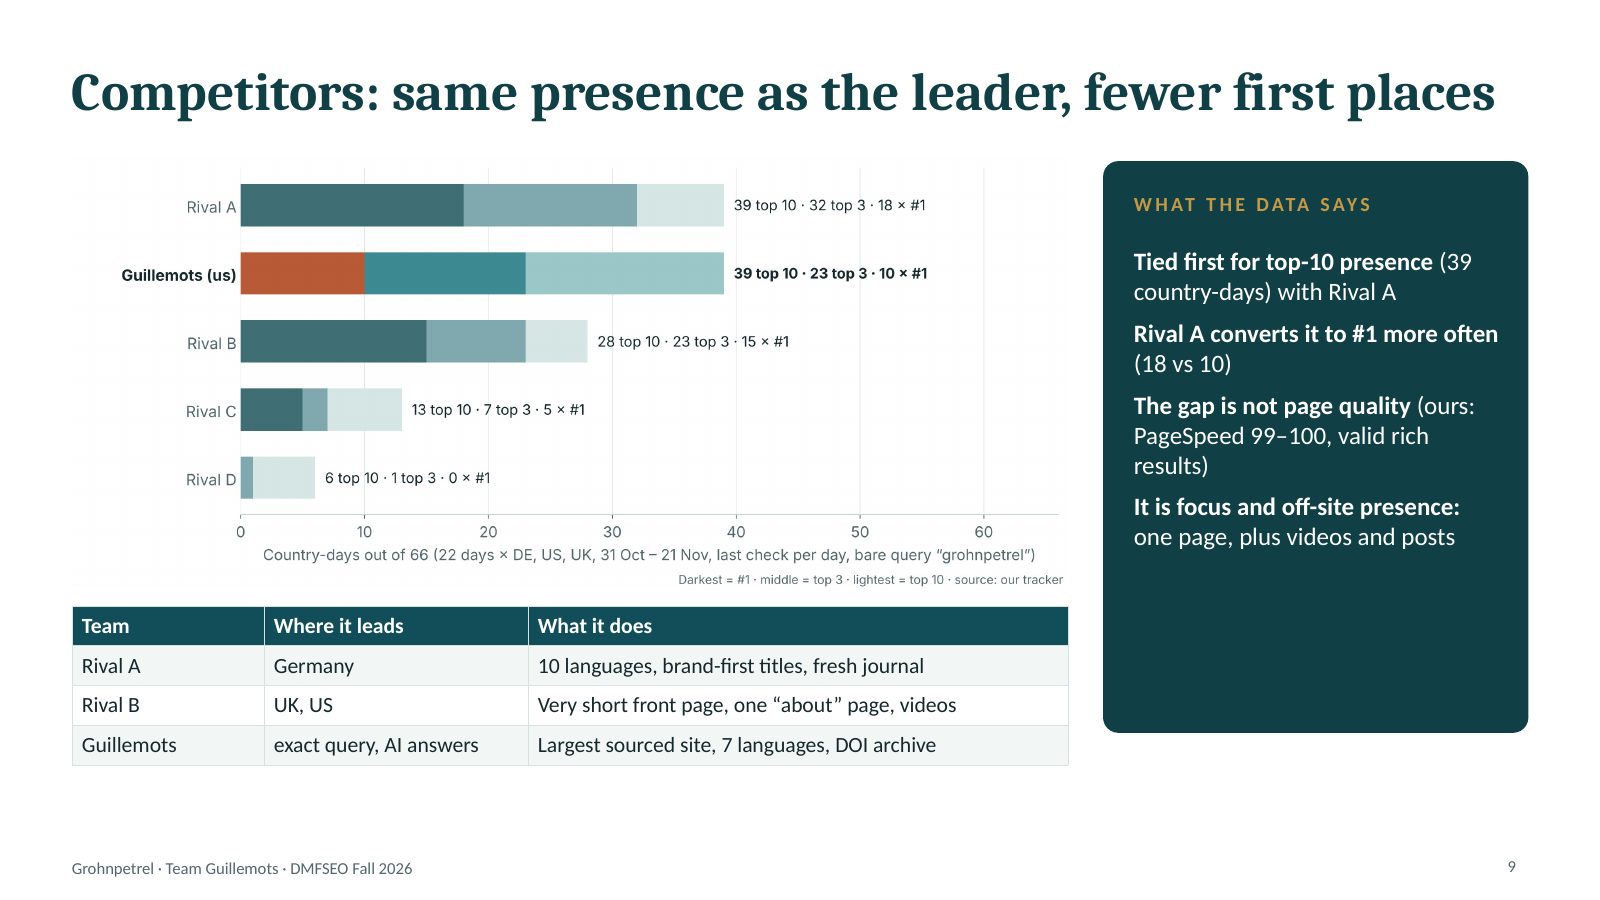 Competitors: same presence as the leader, fewer first places
Rival A
39 top 10 · 32 top 3 · 18 × #1
Guillemots (us)
39 top 10 · 23 top 3 · 10 × #1
Rival B
28 top 10 · 23 top 3 · 15 × #1
Rival C
13 top 10 · 7 top 3 · 5 × #1
Rival D
6 top 10 · 1 top 3 · 0 × #1
0 10 20 30 40 50 60
Country-days out of 66 (22 days × DE, US, UK, 31 Oct – 21 Nov, last check per day, bare query "grohnpetrel")
Darkest = #1 · middle = top 3 · lightest = top 10 · source: our tracker
Team Where it leads What it does
Rival A Germany 10 languages, brand-first titles, fresh journal
Rival B UK, US Very short front page, one “about” page, videos
Guillemots exact query, AI answers Largest sourced site, 7 languages, DOI archive
WHAT THE DATA SAYS
Tied first for top-10 presence (39
country-days) with Rival A
Rival A converts it to #1 more often
(18 vs 10)
The gap is not page quality (ours:
PageSpeed 99–100, valid rich
results)
It is focus and off-site presence:
one page, plus videos and posts
Grohnpetrel · Team Guillemots · DMFSEO Fall 2026
9